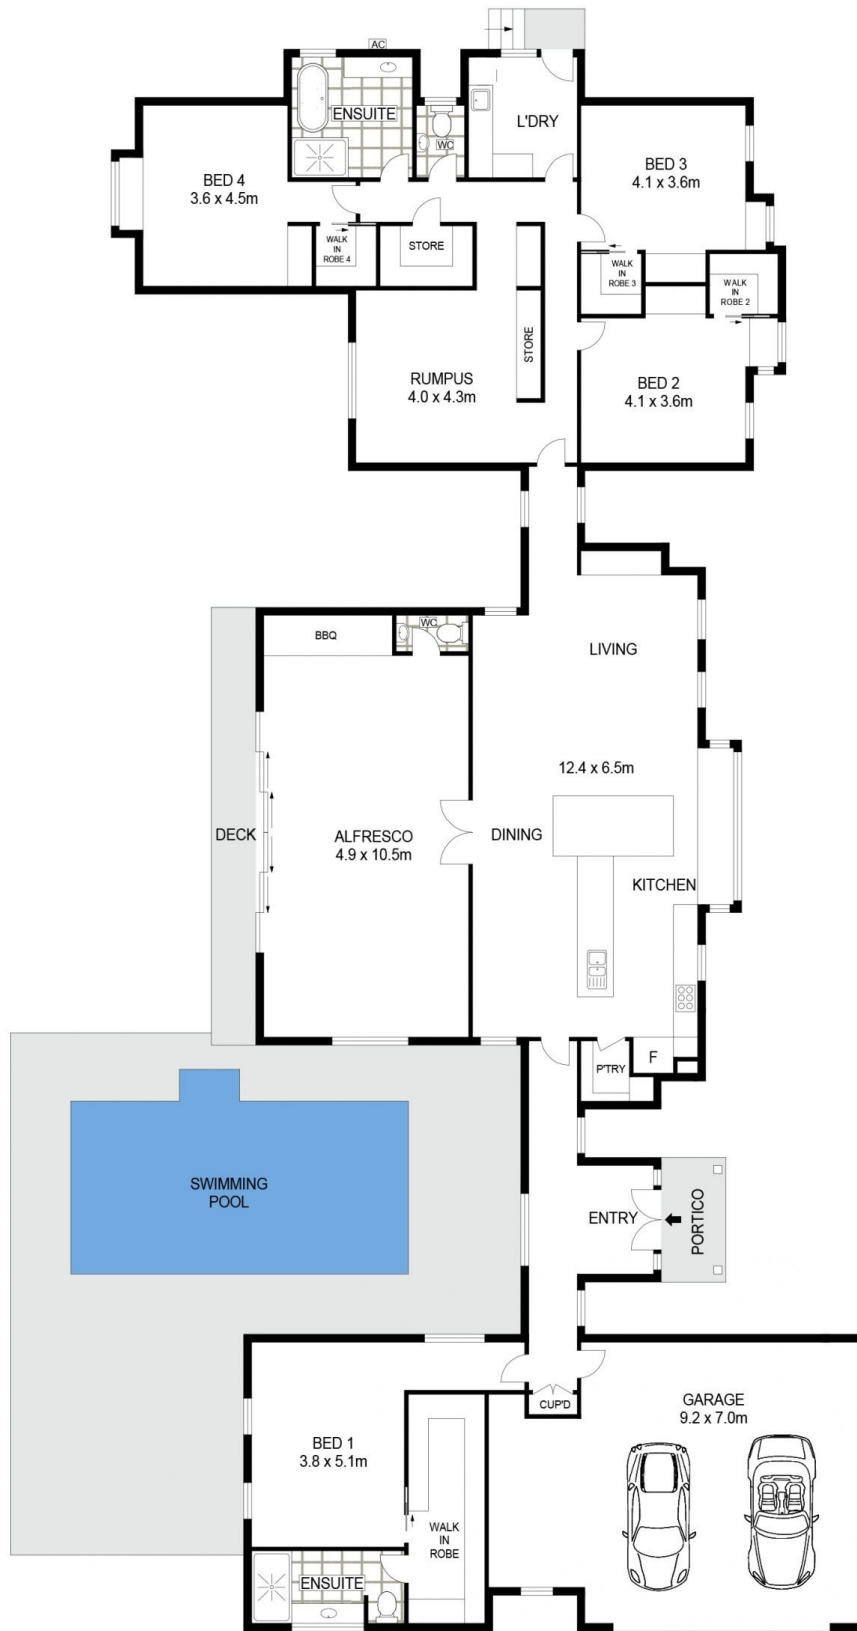 AC
ENSUITE
L'DRY
WC
BED 4
3.6 x 4.5m
BED 3
4.1 x 3.6m
WALK
IN
ROBE 4
STORE
WALK
IN
ROBE 3
WALK
IN
ROBE 2
STORE
RUMPUS
4.0 x 4.3m
BED 2
4.1 x 3.6m
BBQ
WC
LIVING
12.4 x 6.5m
DECK
ALFRESCO
4.9 x 10.5m
DINING
KITCHEN
P'TRY
F
SWIMMING
POOL
ENTRY
PORTICO
CUP'D
GARAGE
9.2 x 7.0m
BED 1
3.8 x 5.1m
WALK
IN
ROBE
ENSUITE